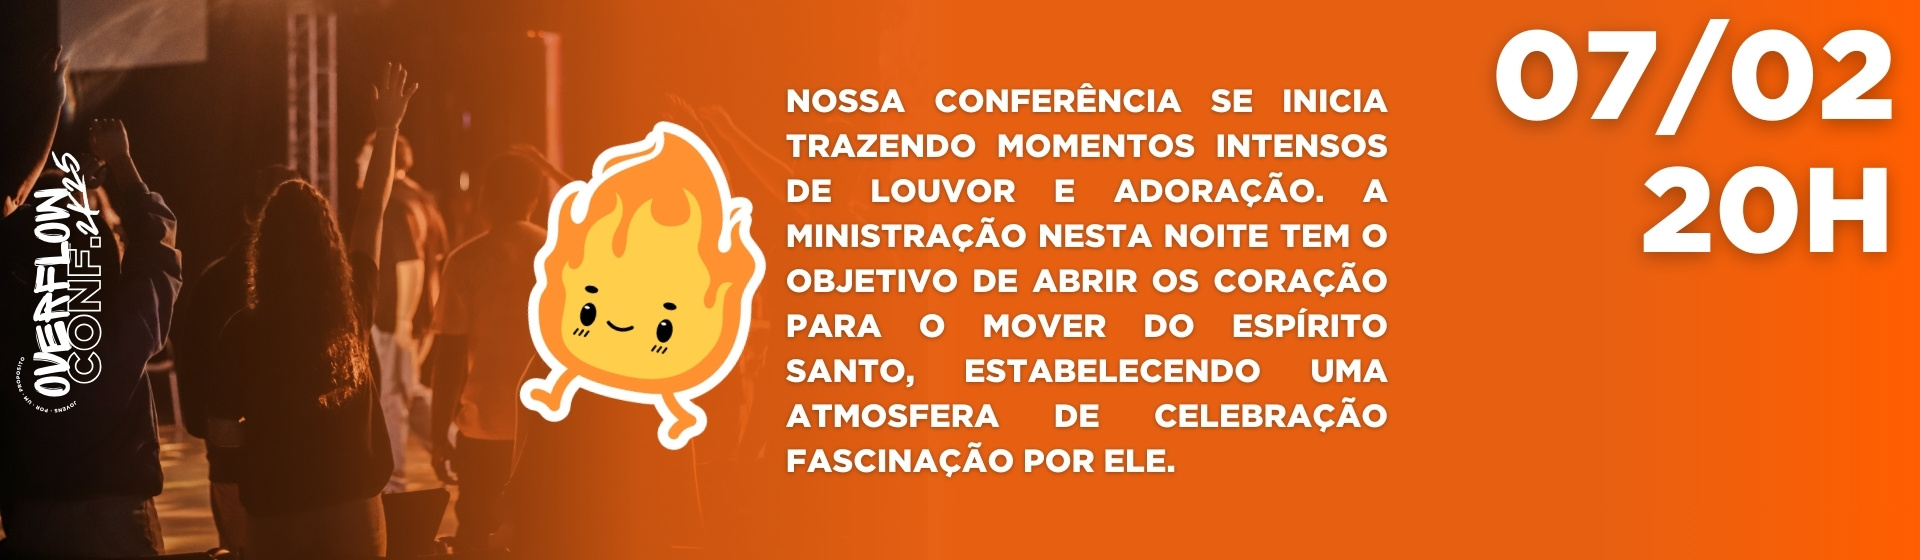 OVERFLOW
CONF.2K25
JOVENS · POR · UM · PROPOSITO
NOSSA CONFERÊNCIA SE INICIA
TRAZENDO MOMENTOS INTENSOS
DE LOUVOR E ADORAÇÃO. A
MINISTRAÇÃO NESTA NOITE TEM O
OBJETIVO DE ABRIR OS CORAÇÃO
PARA O MOVER DO ESPÍRITO
SANTO, ESTABELECENDO UMA
ATMOSFERA DE CELEBRAÇÃO
FASCINAÇÃO POR ELE.
07/02
20H